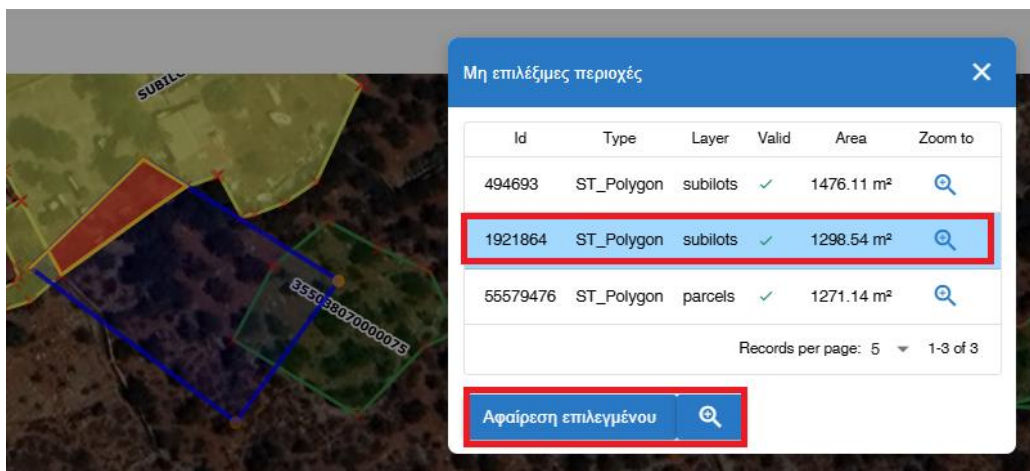 SUBILO
355038070000075
Μη επιλέξιμες περιοχές
Id Type Layer Valid Area Zoom to
494693 ST_Polygon subilots 1476.11 m²
1921864 ST_Polygon subilots 1298.54 m²
55579476 ST_Polygon parcels 1271.14 m²
Records per page: 5 1-3 of 3
Αφαίρεση επιλεγμένου